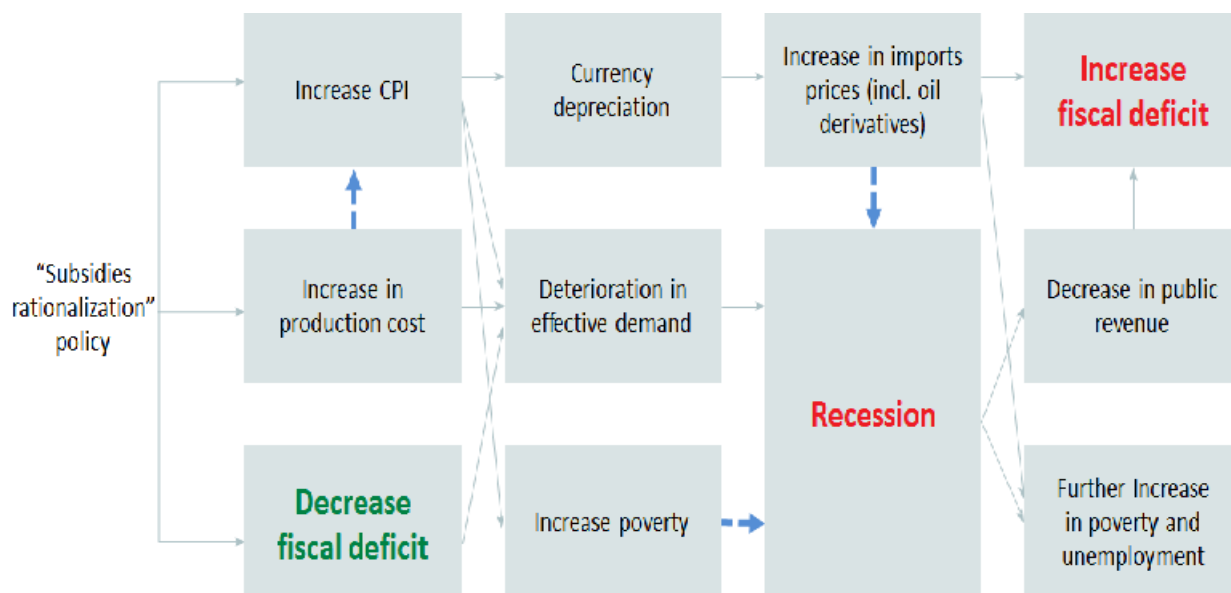 Increase CPI
Currency
depreciation
Increase in imports
prices (incl. oil
derivatives)
Increase
fiscal deficit
“Subsidies
rationalization”
policy
Increase in
production cost
Deterioration in
effective demand
Recession
Decrease in public
revenue
Decrease
fiscal deficit
Increase poverty
Further Increase
in poverty and
unemployment